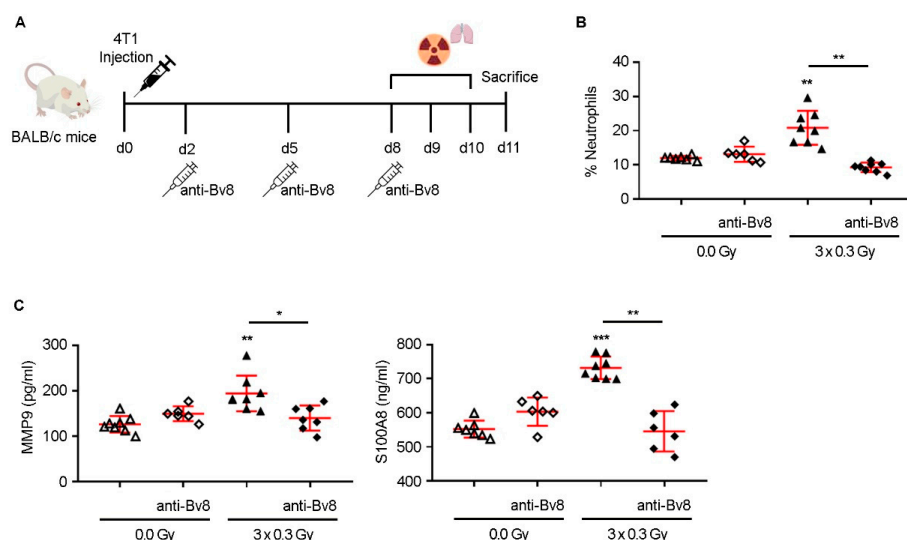 A
4T1
Injection
Sacrifice
BALB/c mice
d0
d2
d5
d8
d9
d10
d11
anti-Bv8
anti-Bv8
anti-Bv8
B
% Neutrophils
40
30
20
10
0
**
**
anti-Bv8
anti-Bv8
0.0 Gy
3 x 0.3 Gy
C
MMP9 (pg/ml)
300
200
100
0
**
*
anti-Bv8
anti-Bv8
0.0 Gy
3 x 0.3 Gy
S100A8 (ng/ml)
800
700
600
500
400
***
**
anti-Bv8
anti-Bv8
0.0 Gy
3 x 0.3 Gy